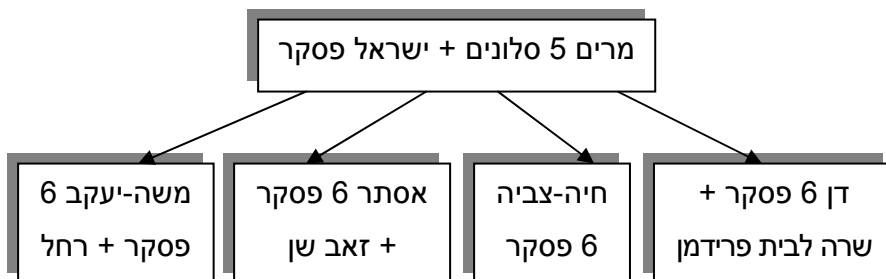 מרים 5 סלונים + ישראל פסקר
דן 6 פסקר +
שרה לבית פרידמן
חיה-צביה
6 פסקר
אסתר 6 פסקר
+ זאב שן
משה-יעקב 6
פסקר + רחל